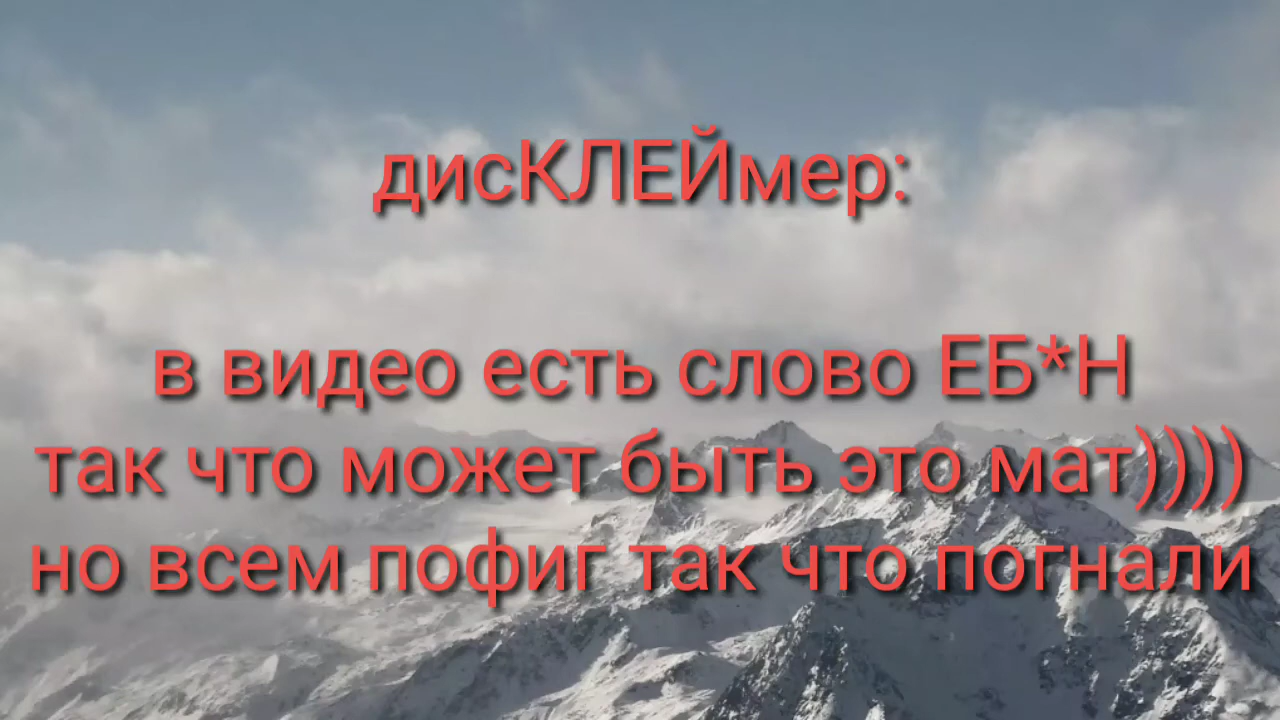 дисКЛЕЙмер:
в видео есть слово ЕБ*Н
так что может быть это мат))))
но всем пофиг так что погнали